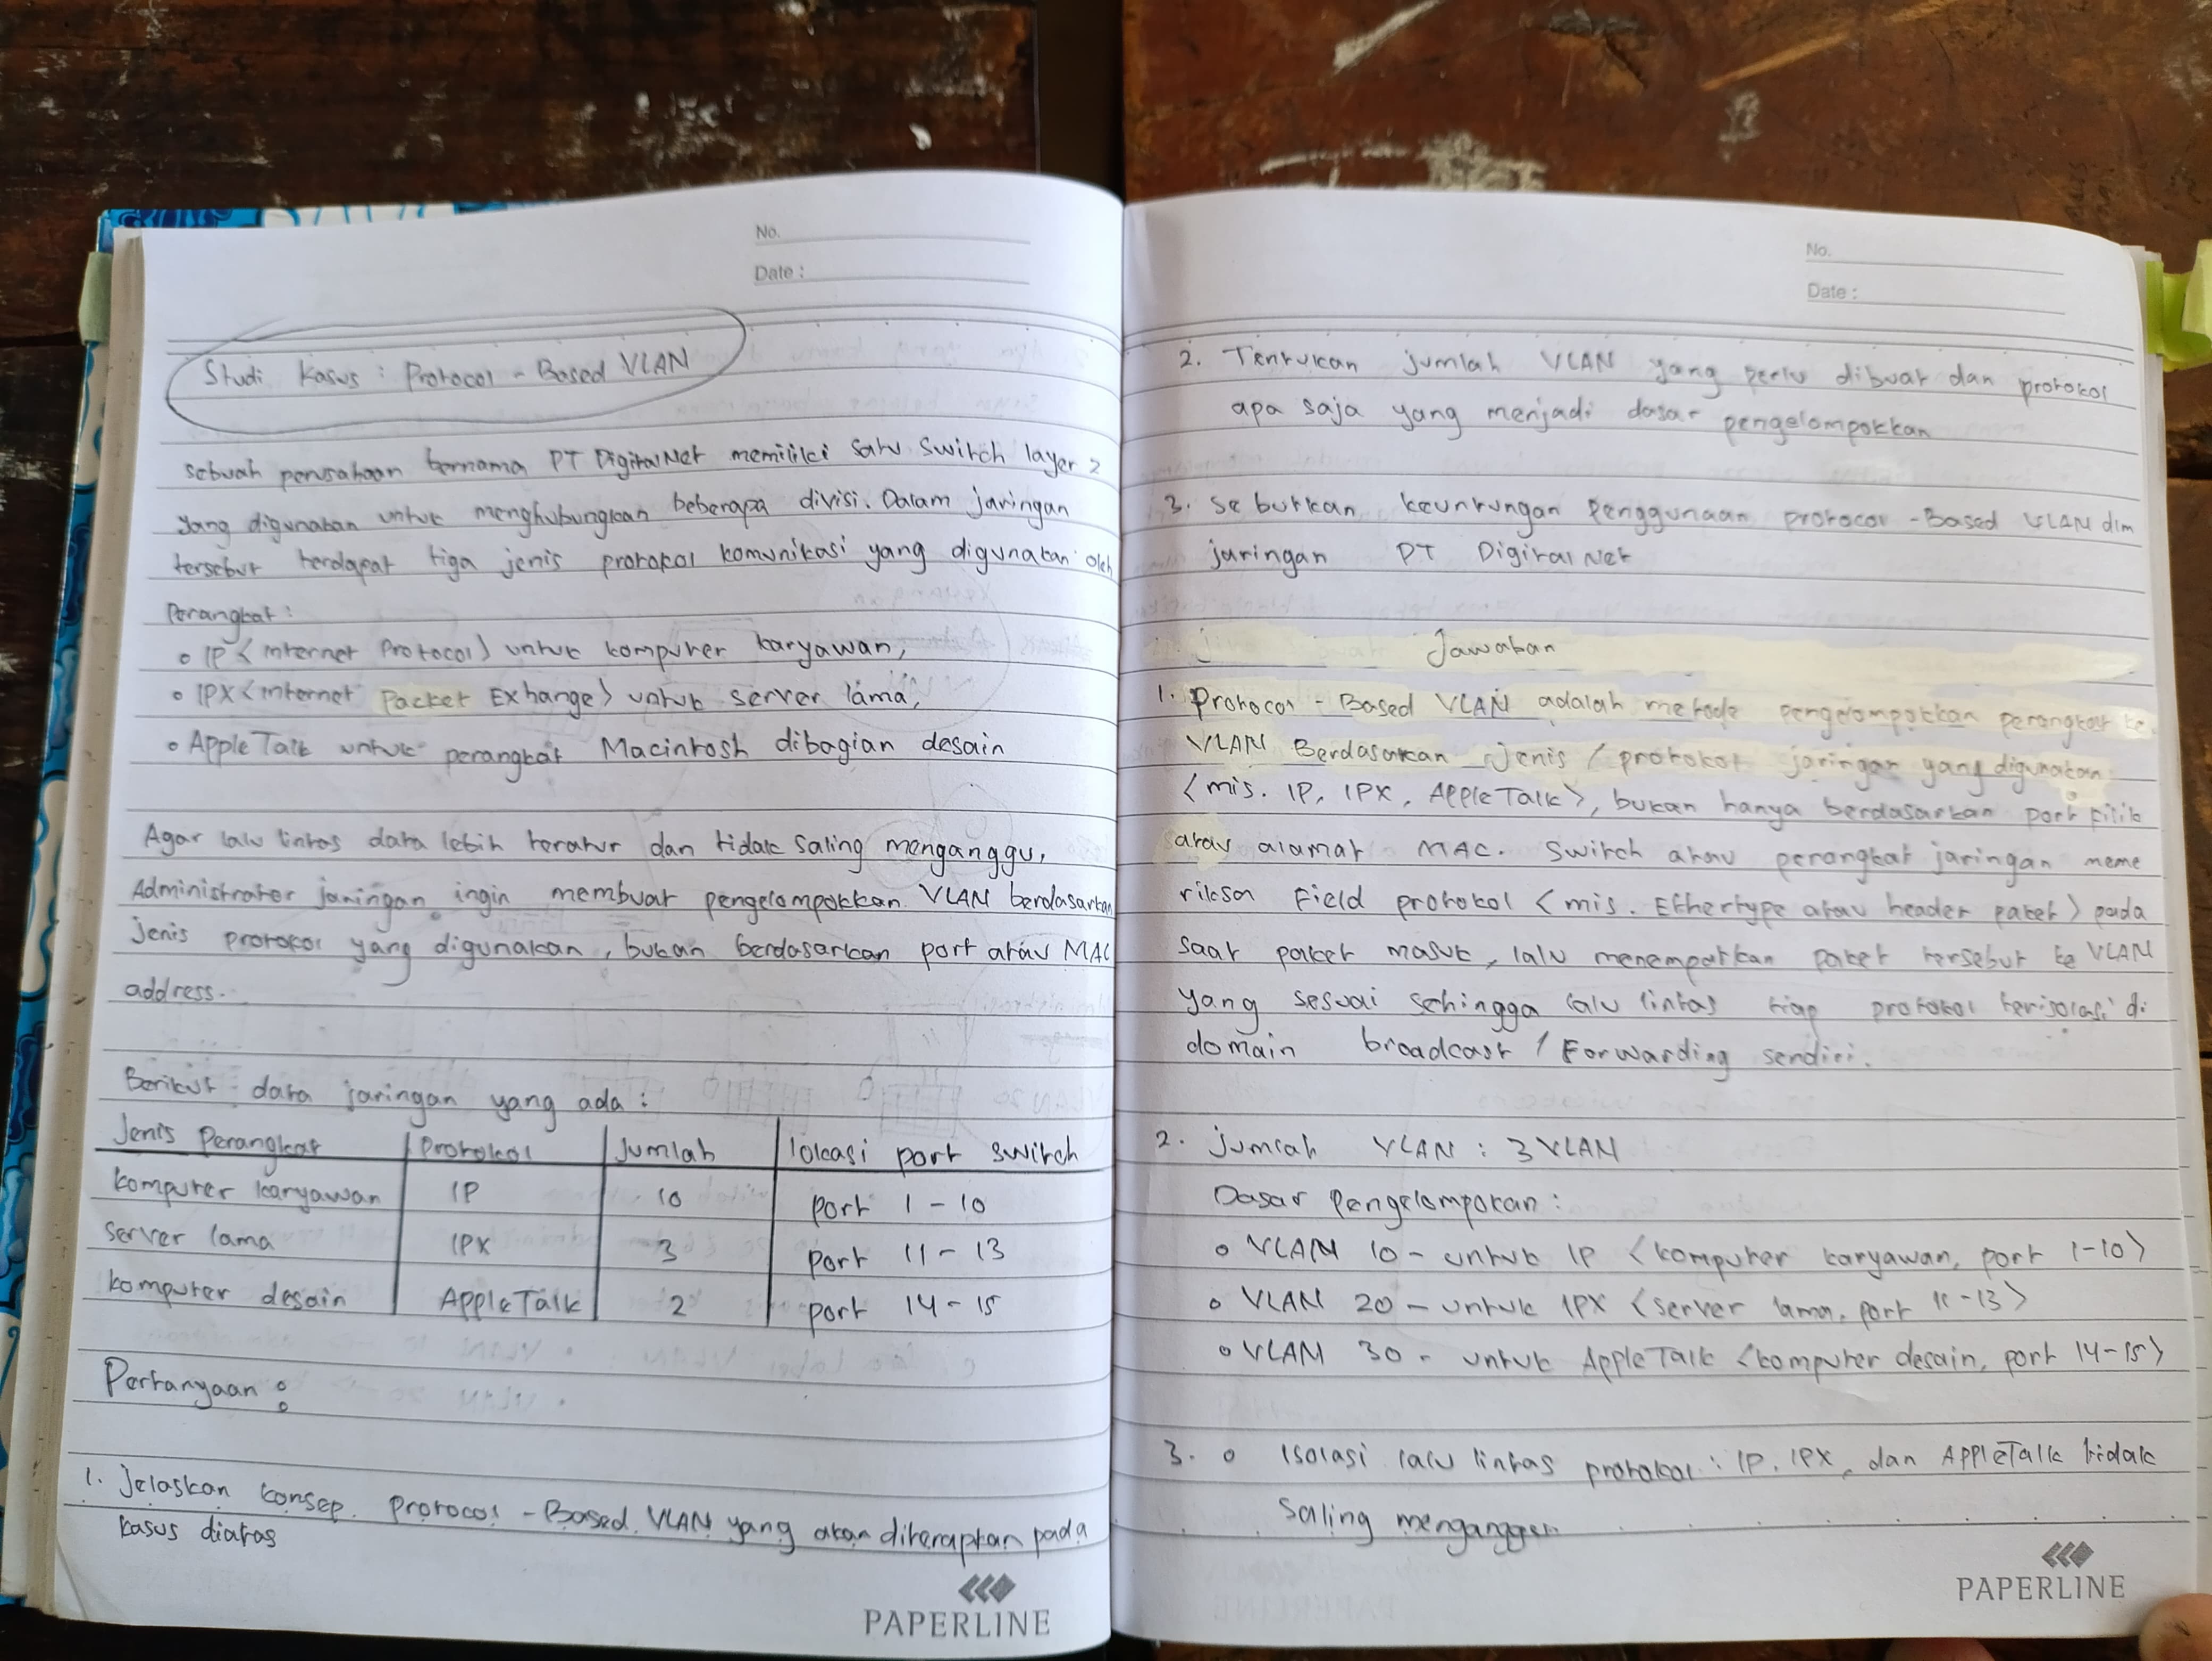 No.
Date :
Studi kasus : Protocol - Based VLAN
sebuah perusahaan bernama PT DigitalNet memiliki satu switch layer 2
yang digunakan untuk menghubungkan beberapa divisi. Dalam jaringan
tersebut terdapat tiga jenis protokol komunikasi yang digunakan oleh
Perangkat :
• IP < Internet Protocol) untuk komputer karyawan,
• IPX <Internet Packet Exhange> untuk server lama,
• AppleTalk untuk perangkat Macintosh dibagian desain
Agar lalu lintas data lebih teratur dan tidak saling menganggu,
Administrator jaringan ingin membuat pengelompokkan VLAN berdasarkan
jenis protokol yang digunakan, bukan berdasarkan port atau MAC
address.
Berikut data jaringan yang ada :
Jenis Perangkat | Protokol | Jumlah | lokasi port switch
komputer karyawan | IP | 10 | port 1 - 10
server lama | IPX | 3 | port 11 - 13
komputer desain | AppleTalk | 2 | port 14 - 15
Pertanyaan :
1. Jelaskan konsep Protocol - Based VLAN yang akan diterapkan pada
kasus diatas
PAPERLINE
No.
Date :
2. Tentukan jumlah VLAN yang perlu dibuat dan protokol
apa saja yang menjadi dasar pengelompokkan
3. Sebutkan keuntungan Penggunaan protocol - Based VLAN dlm
jaringan PT DigitalNet
Jawaban
1. Protocol - Based VLAN adalah metode pengelompokkan perangkat ke
VLAN Berdasarkan Jenis / protokol jaringan yang digunakan
<mis. IP, IPX, AppleTalk>, bukan hanya berdasarkan port fisik
atau alamat MAC. Switch atau perangkat jaringan meme
riksa Field protokol <mis. Ethertype atau header paket> pada
saat paket masuk, lalu menempatkan paket tersebut ke VLAN
yang sesuai sehingga lalu lintas tiap protokol terisolasi di
domain broadcast / Forwarding sendiri.
2. jumlah VLAN : 3 VLAN
Dasar Pengelompokan :
• VLAN 10 - untuk IP <komputer karyawan, port 1-10>
• VLAN 20 - untuk IPX <server lama, port 11-13>
• VLAN 30 - untuk AppleTalk <komputer desain, port 14-15>
3. • Isolasi lalu lintas protokol : IP, IPX, dan AppleTalk tidak
Saling menganggu.
PAPERLINE